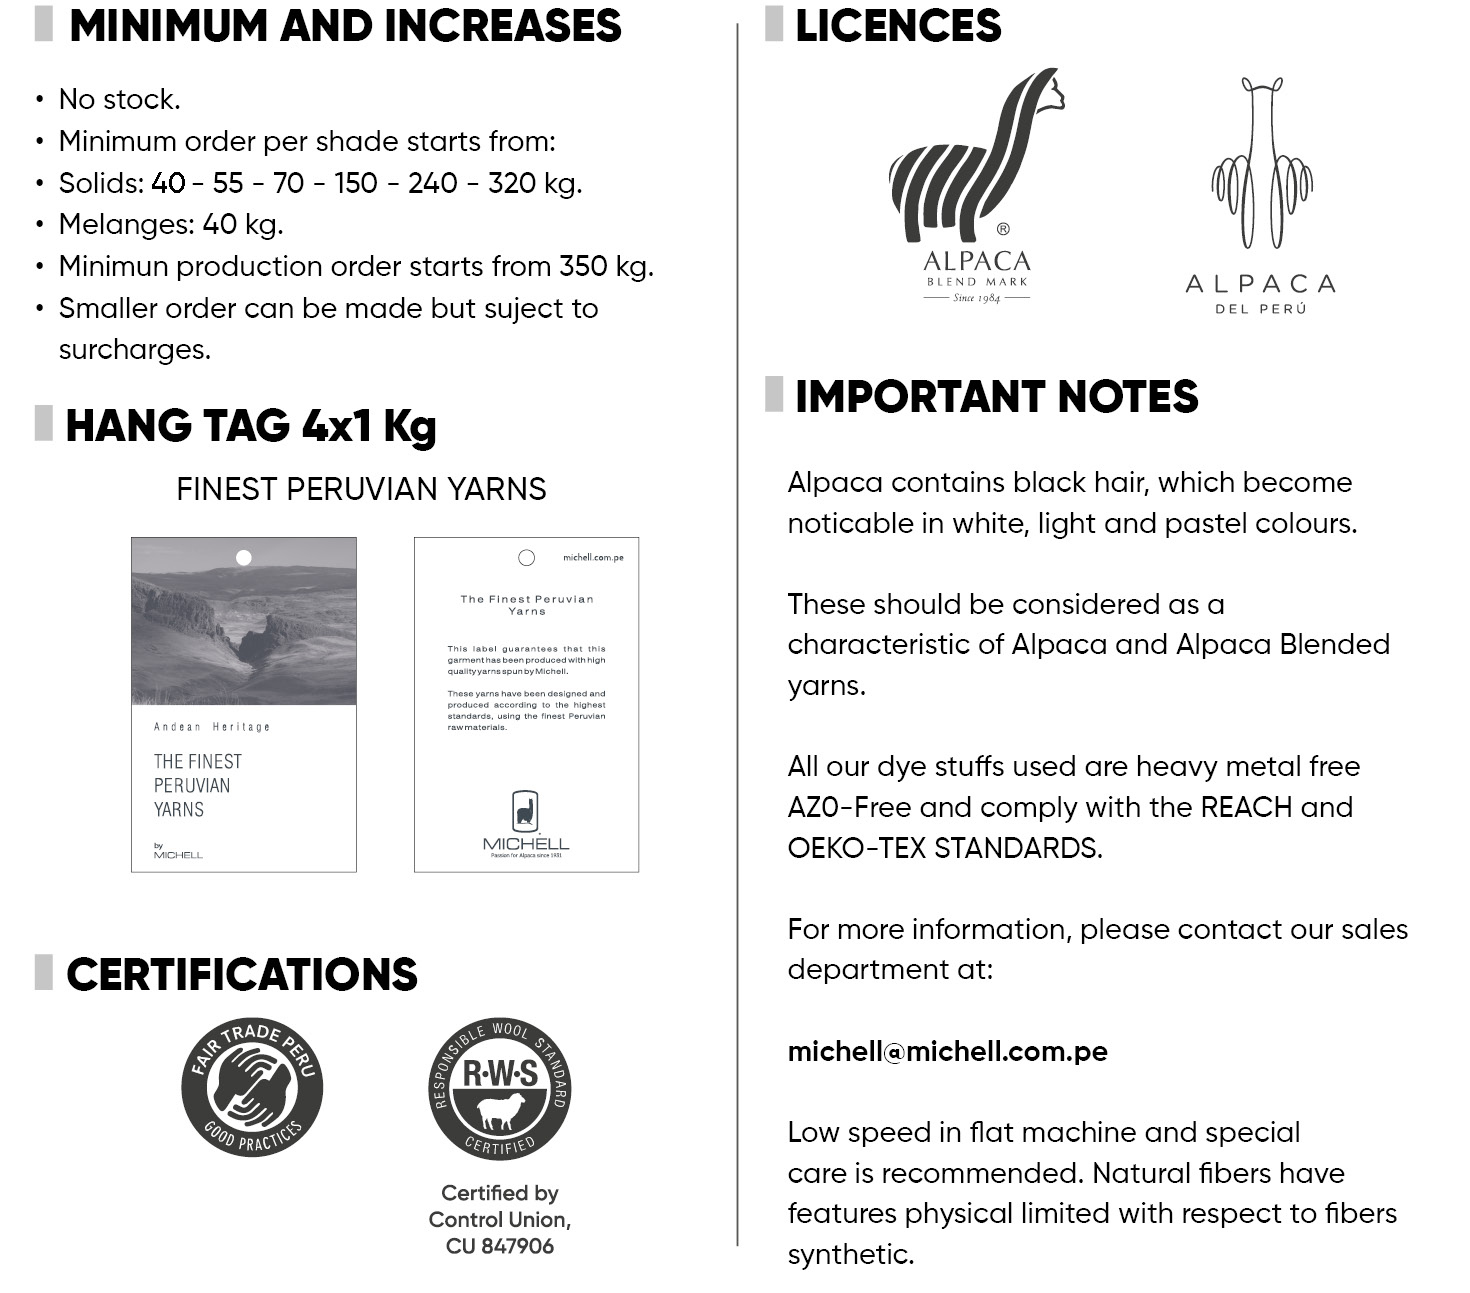 MINIMUM AND INCREASES
• No stock.
• Minimum order per shade starts from:
• Solids: 40 - 55 - 70 - 150 - 240 - 320 kg.
• Melanges: 40 kg.
• Minimun production order starts from 350 kg.
• Smaller order can be made but suject to
surcharges.
HANG TAG 4x1 Kg
FINEST PERUVIAN YARNS
Andean Heritage
THE FINEST
PERUVIAN
YARNS
by
MICHELL
michell.com.pe
The Finest Peruvian
Yarns
This label guarantees that this
garment has been produced with high
quality yarns spun by Michell.
These yarns have been designed and
produced according to the highest
standards, using the finest Peruvian
raw materials.
MICHELL
Passion for Alpaca since 1931
CERTIFICATIONS
FAIR TRADE PERU
GOOD PRACTICES
RESPONSIBLE WOOL STANDARD
R·W·S
CERTIFIED
Certified by
Control Union,
CU 847906
LICENCES
®
ALPACA
BLEND MARK
Since 1984
ALPACA
DEL PERÚ
IMPORTANT NOTES
Alpaca contains black hair, which become
noticable in white, light and pastel colours.
These should be considered as a
characteristic of Alpaca and Alpaca Blended
yarns.
All our dye stuffs used are heavy metal free
AZ0-Free and comply with the REACH and
OEKO-TEX STANDARDS.
For more information, please contact our sales
department at:
michell@michell.com.pe
Low speed in flat machine and special
care is recommended. Natural fibers have
features physical limited with respect to fibers
synthetic.